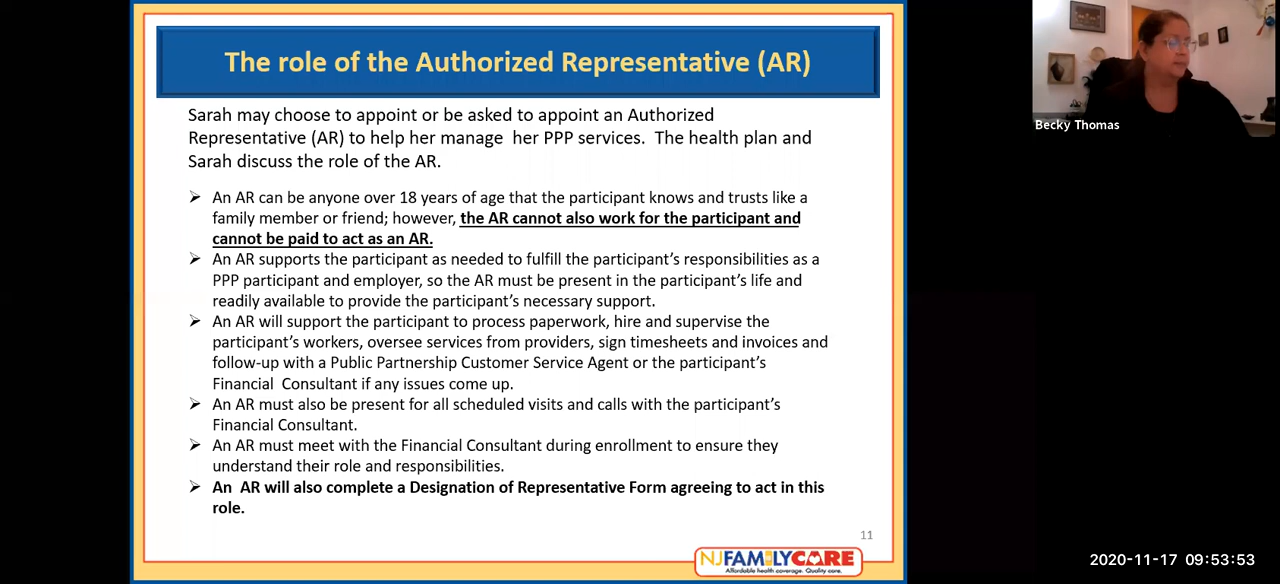 The role of the Authorized Representative (AR)
Sarah may choose to appoint or be asked to appoint an Authorized
Representative (AR) to help her manage  her PPP services.  The health plan and
Sarah discuss the role of the AR.
➢ An AR can be anyone over 18 years of age that the participant knows and trusts like a
family member or friend; however, the AR cannot also work for the participant and
cannot be paid to act as an AR.
➢ An AR supports the participant as needed to fulfill the participant’s responsibilities as a
PPP participant and employer, so the AR must be present in the participant’s life and
readily available to provide the participant’s necessary support.
➢ An AR will support the participant to process paperwork, hire and supervise the
participant’s workers, oversee services from providers, sign timesheets and invoices and
follow-up with a Public Partnership Customer Service Agent or the participant’s
Financial  Consultant if any issues come up.
➢ An AR must also be present for all scheduled visits and calls with the participant’s
Financial Consultant.
➢ An AR must meet with the Financial Consultant during enrollment to ensure they
understand their role and responsibilities.
➢ An  AR will also complete a Designation of Representative Form agreeing to act in this
role.
11
NJFAMILYCARE
Affordable health coverage. Quality care.
Becky Thomas
2020-11-17 09:53:53